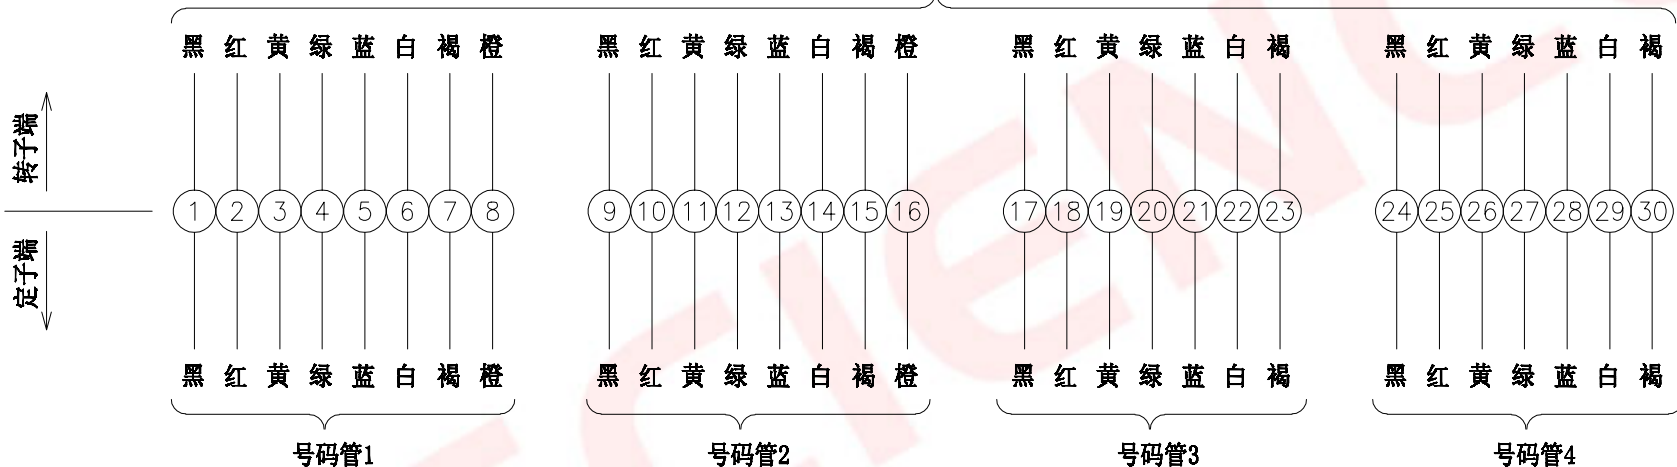 黑 红 黄 绿 蓝 白 褐 橙 黑 红 黄 绿 蓝 白 褐 橙 黑 红 黄 绿 蓝 白 褐 黑 红 黄 绿 蓝 白 褐
转子端
1 2 3 4 5 6 7 8 9 10 11 12 13 14 15 16 17 18 19 20 21 22 23 24 25 26 27 28 29 30
定子端
黑 红 黄 绿 蓝 白 褐 橙 黑 红 黄 绿 蓝 白 褐 橙 黑 红 黄 绿 蓝 白 褐 黑 红 黄 绿 蓝 白 褐
号码管1 号码管2 号码管3 号码管4